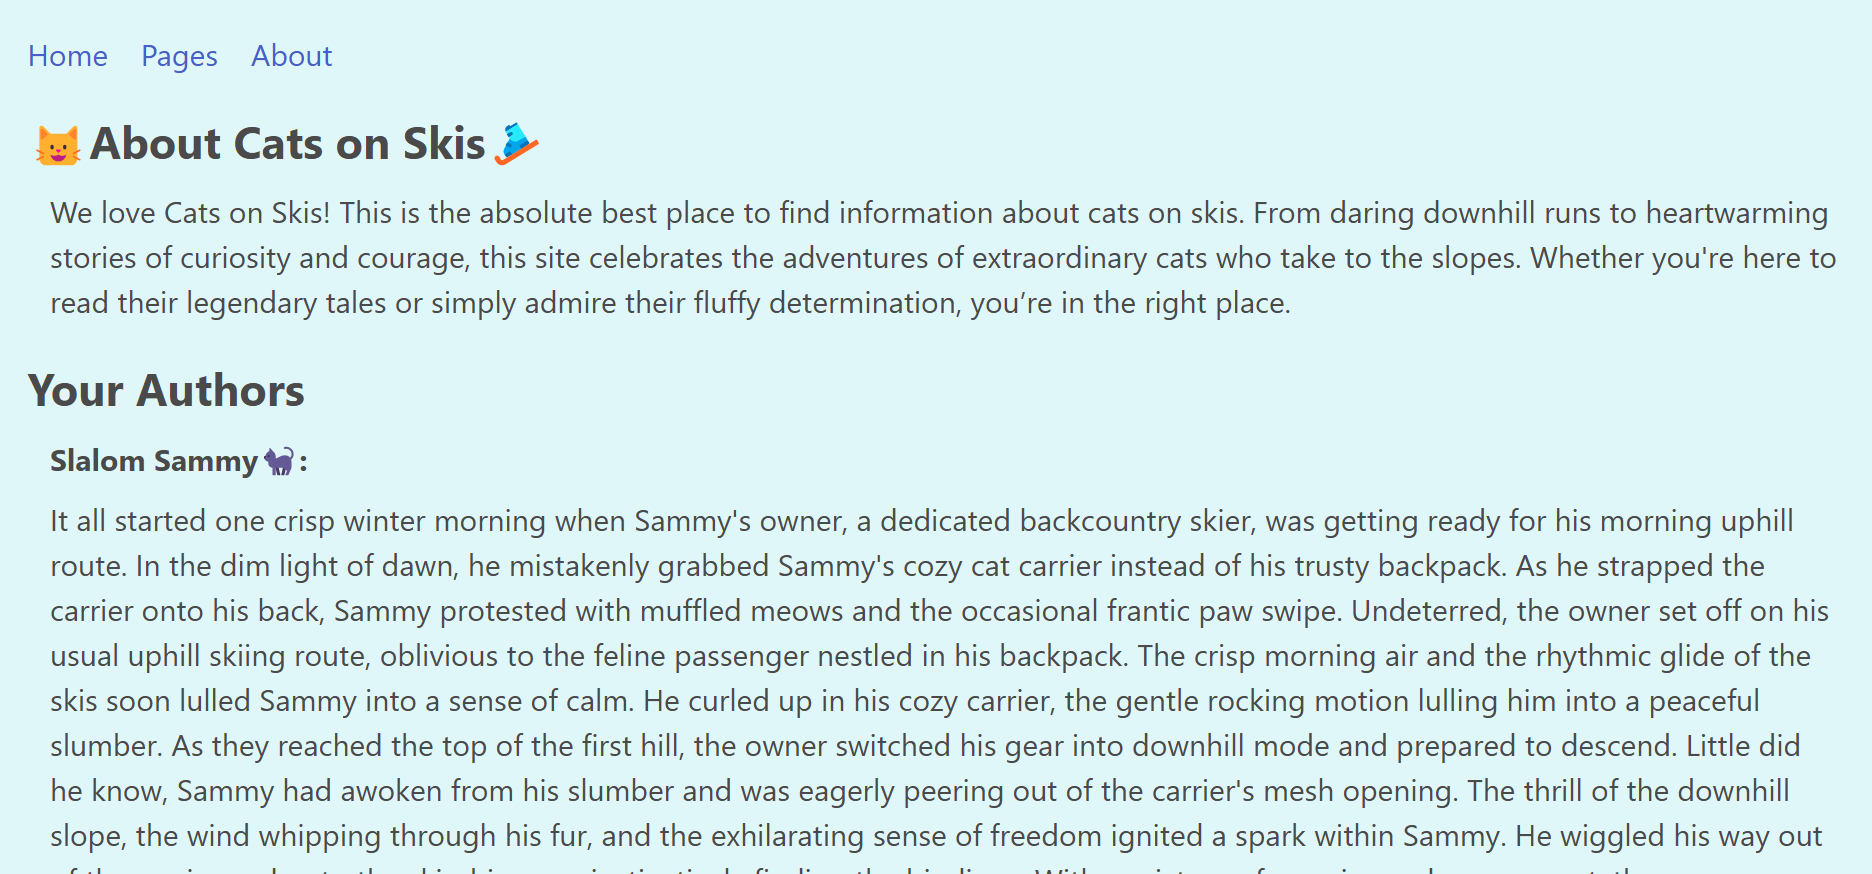 Home Pages About
About Cats on Skis
We love Cats on Skis! This is the absolute best place to find information about cats on skis. From daring downhill runs to heartwarming
stories of curiosity and courage, this site celebrates the adventures of extraordinary cats who take to the slopes. Whether you're here to
read their legendary tales or simply admire their fluffy determination, you’re in the right place.
Your Authors
Slalom Sammy🐈‍⬛:
It all started one crisp winter morning when Sammy's owner, a dedicated backcountry skier, was getting ready for his morning uphill
route. In the dim light of dawn, he mistakenly grabbed Sammy's cozy cat carrier instead of his trusty backpack. As he strapped the
carrier onto his back, Sammy protested with muffled meows and the occasional frantic paw swipe. Undeterred, the owner set off on his
usual uphill skiing route, oblivious to the feline passenger nestled in his backpack. The crisp morning air and the rhythmic glide of the
skis soon lulled Sammy into a sense of calm. He curled up in his cozy carrier, the gentle rocking motion lulling him into a peaceful
slumber. As they reached the top of the first hill, the owner switched his gear into downhill mode and prepared to descend. Little did
he know, Sammy had awoken from his slumber and was eagerly peering out of the carrier's mesh opening. The thrill of the downhill
slope, the wind whipping through his fur, and the exhilarating sense of freedom ignited a spark within Sammy. He wiggled his way out